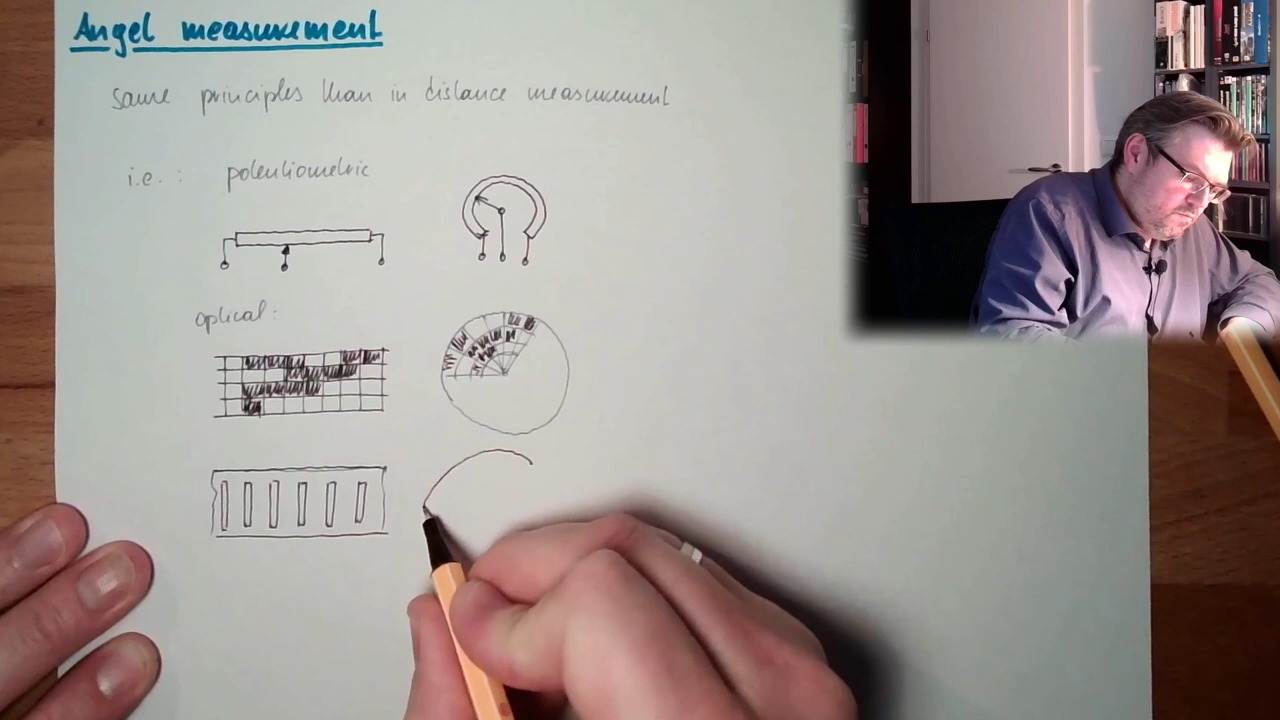 Angel measurement
same principles than in distance measurement
i.e.: potentiometric
optical: